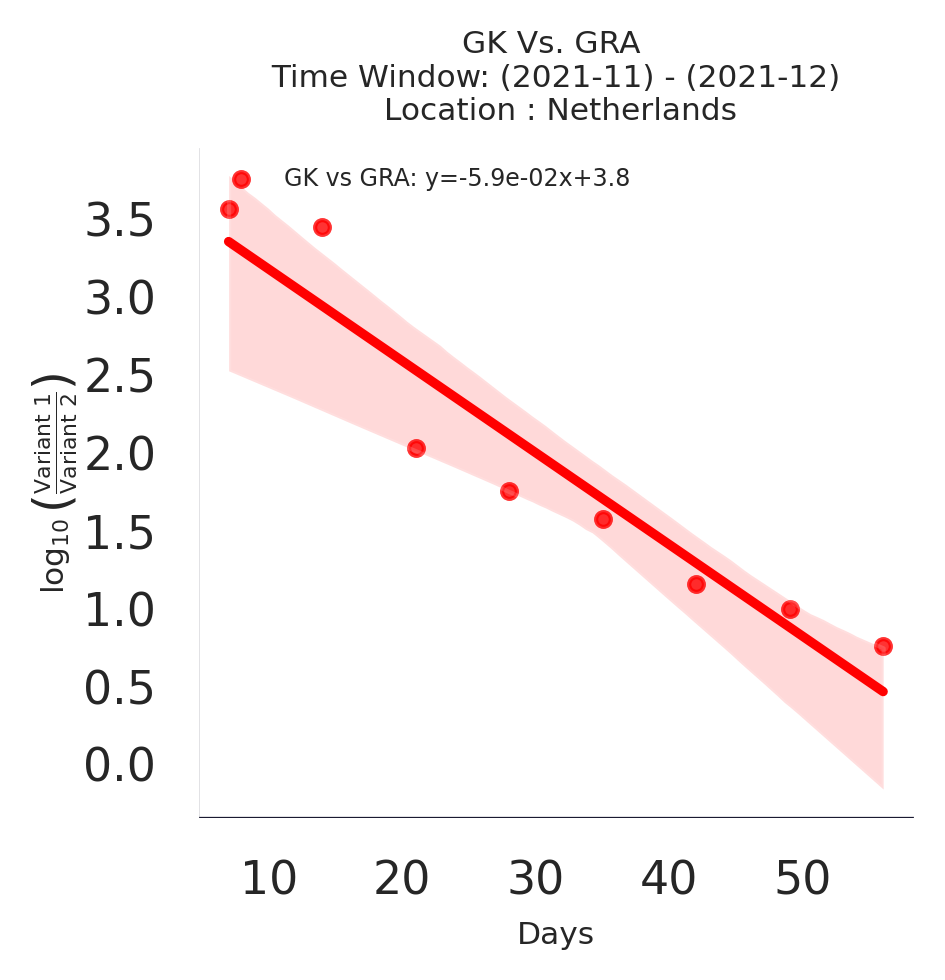 GK Vs. GRA
Time Window: (2021-11) - (2021-12)
Location : Netherlands
GK vs GRA: y=-5.9e-02x+3.8
3.5
3.0
2.5
2.0
1.5
1.0
0.5
0.0
log10 (Variant 1 / Variant 2)
10 20 30 40 50
Days